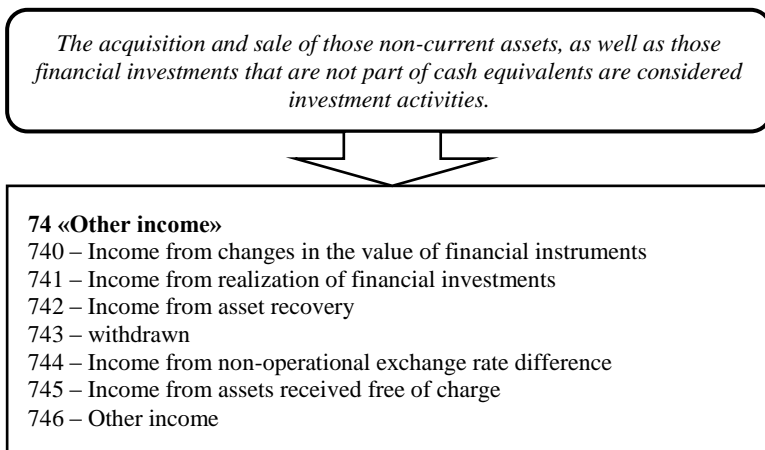 The acquisition and sale of those non-current assets, as well as those
financial investments that are not part of cash equivalents are considered
investment activities.
74 «Other income»
740 – Income from changes in the value of financial instruments
741 – Income from realization of financial investments
742 – Income from asset recovery
743 – withdrawn
744 – Income from non-operational exchange rate difference
745 – Income from assets received free of charge
746 – Other income